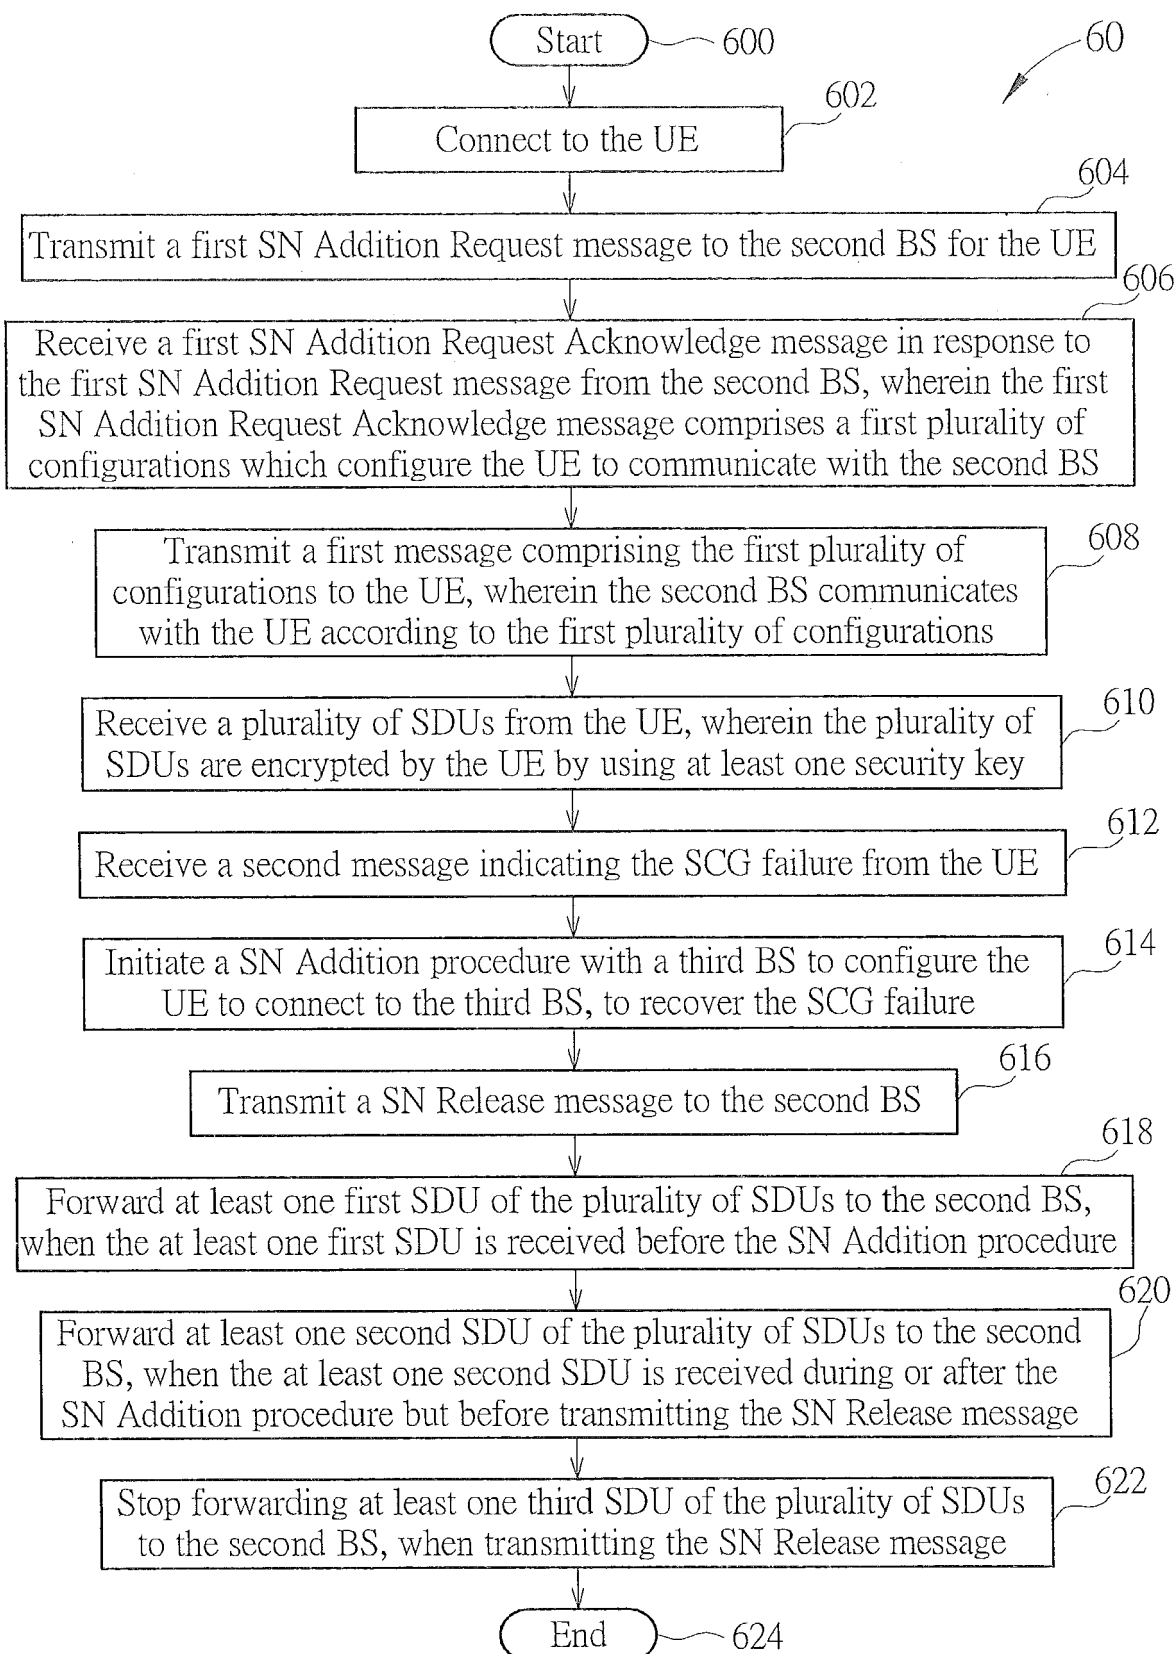 Start
600
60
602
Connect to the UE
604
Transmit a first SN Addition Request message to the second BS for the UE
606
Receive a first SN Addition Request Acknowledge message in response to
the first SN Addition Request message from the second BS, wherein the first
SN Addition Request Acknowledge message comprises a first plurality of
configurations which configure the UE to communicate with the second BS
608
Transmit a first message comprising the first plurality of
configurations to the UE, wherein the second BS communicates
with the UE according to the first plurality of configurations
610
Receive a plurality of SDUs from the UE, wherein the plurality of
SDUs are encrypted by the UE by using at least one security key
612
Receive a second message indicating the SCG failure from the UE
614
Initiate a SN Addition procedure with a third BS to configure the
UE to connect to the third BS, to recover the SCG failure
616
Transmit a SN Release message to the second BS
618
Forward at least one first SDU of the plurality of SDUs to the second BS,
when the at least one first SDU is received before the SN Addition procedure
620
Forward at least one second SDU of the plurality of SDUs to the second
BS, when the at least one second SDU is received during or after the
SN Addition procedure but before transmitting the SN Release message
622
Stop forwarding at least one third SDU of the plurality of SDUs
to the second BS, when transmitting the SN Release message
End
624